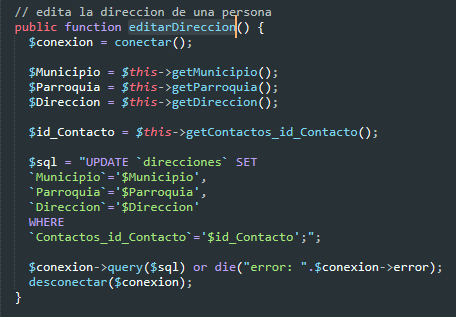 // edita la direccion de una persona
public function editarDireccion() {
$conexion = conectar();
$Municipio = $this->getMunicipio();
$Parroquia = $this->getParroquia();
$Direccion = $this->getDireccion();
$id_Contacto = $this->getContactos_id_Contacto();
$sql = "UPDATE `direcciones` SET
`Municipio`='$Municipio',
`Parroquia`='$Parroquia',
`Direccion`='$Direccion'
WHERE
`Contactos_id_Contacto`='$id_Contacto';";
$conexion->query($sql) or die("error: ".$conexion->error);
desconectar($conexion);
}